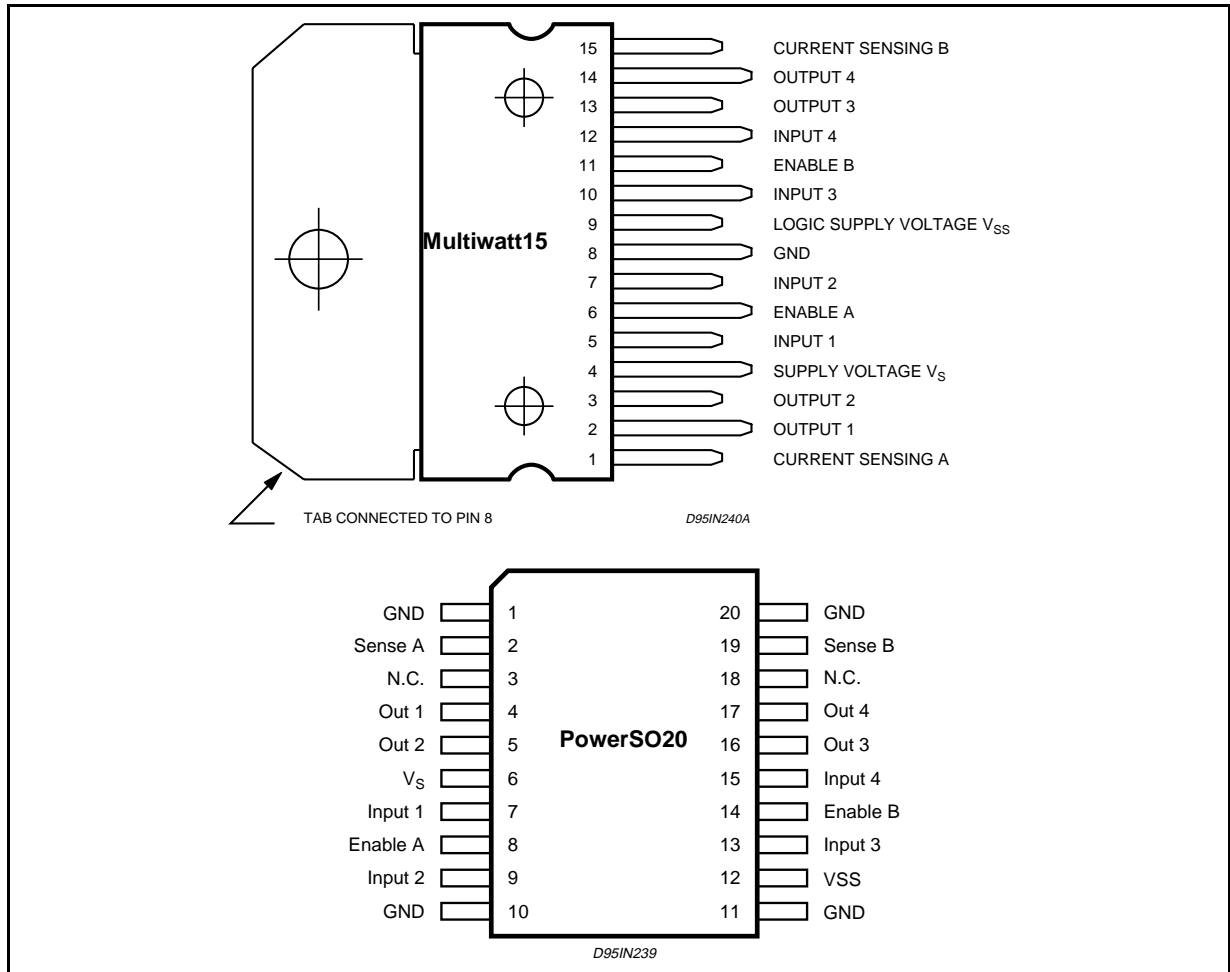 15 CURRENT SENSING B
14 OUTPUT 4
13 OUTPUT 3
12 INPUT 4
11 ENABLE B
10 INPUT 3
9 LOGIC SUPPLY VOLTAGE VSS
Multiwatt15
8 GND
7 INPUT 2
6 ENABLE A
5 INPUT 1
4 SUPPLY VOLTAGE VS
3 OUTPUT 2
2 OUTPUT 1
1 CURRENT SENSING A
TAB CONNECTED TO PIN 8
D95IN240A
GND 1 20 GND
Sense A 2 19 Sense B
N.C. 3 18 N.C.
Out 1 4 17 Out 4
PowerSO20
Out 2 5 16 Out 3
VS 6 15 Input 4
Input 1 7 14 Enable B
Enable A 8 13 Input 3
Input 2 9 12 VSS
GND 10 11 GND
D95IN239